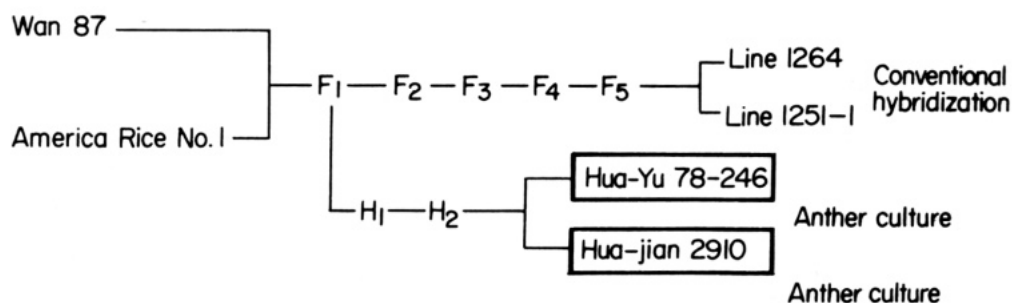 Wan 87
America Rice No. 1
F1 — F2 — F3 — F4 — F5
Line 1264
Line 1251-1
Conventional
hybridization
H1 — H2
Hua-Yu 78-246
Anther culture
Hua-jian 2910
Anther culture